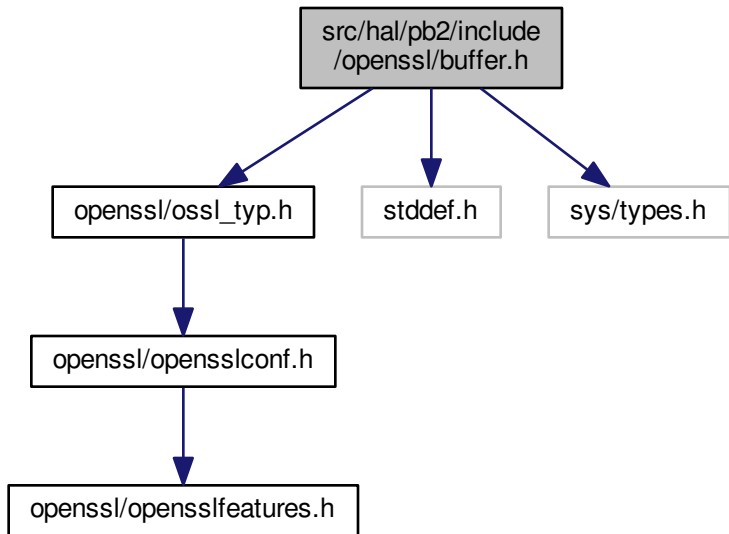 src/hal/pb2/include
/openssl/buffer.h
openssl/ossl_typ.h
stddef.h
sys/types.h
openssl/opensslconf.h
openssl/opensslfeatures.h